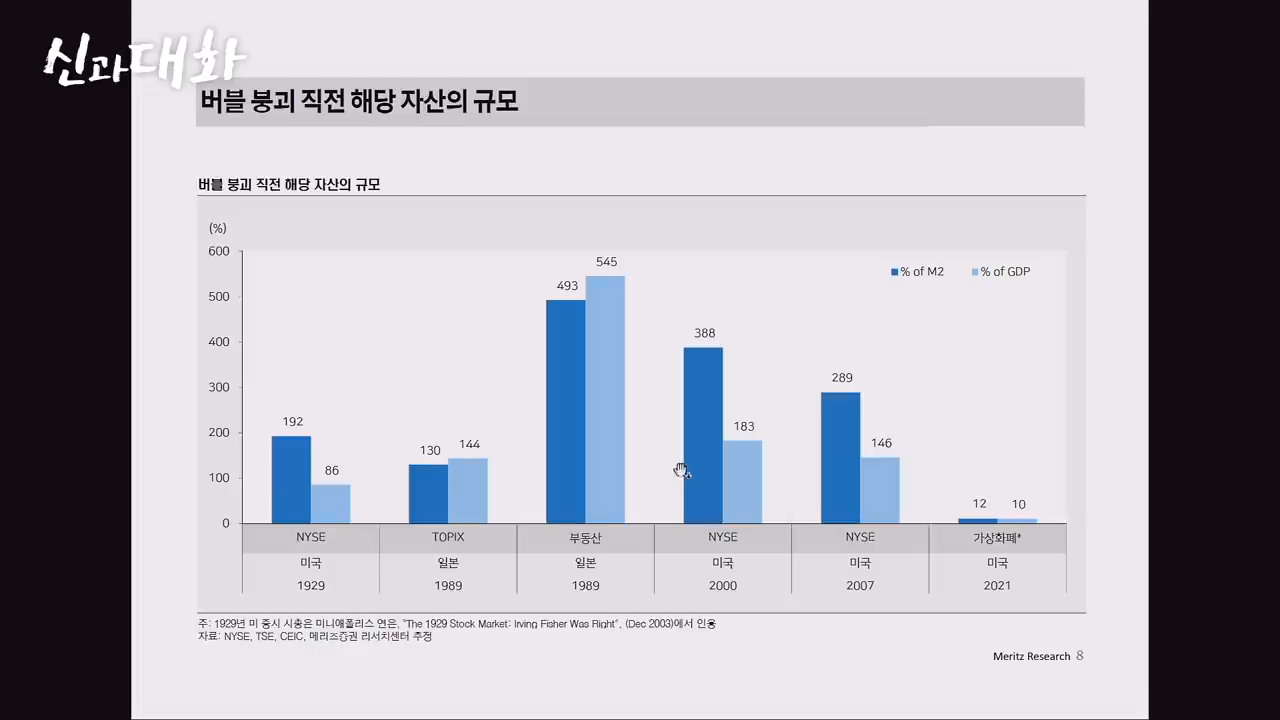 신과대화
버블 붕괴 직전 해당 자산의 규모
버블 붕괴 직전 해당 자산의 규모
(%)
600
500
400
300
200
100
0
% of M2 % of GDP
192 86
130 144
493 545
388 183
289 146
12 10
NYSE TOPIX 부동산 NYSE NYSE 가상화폐*
미국 일본 일본 미국 미국 미국
1929 1989 1989 2000 2007 2021
주: 1929년 미 증시 시총은 미니애폴리스 연은, "The 1929 Stock Market: Irving Fisher Was Right", (Dec 2003)에서 인용
자료: NYSE, TSE, CEIC, 메리츠증권 리서치센터 추정
Meritz Research 8